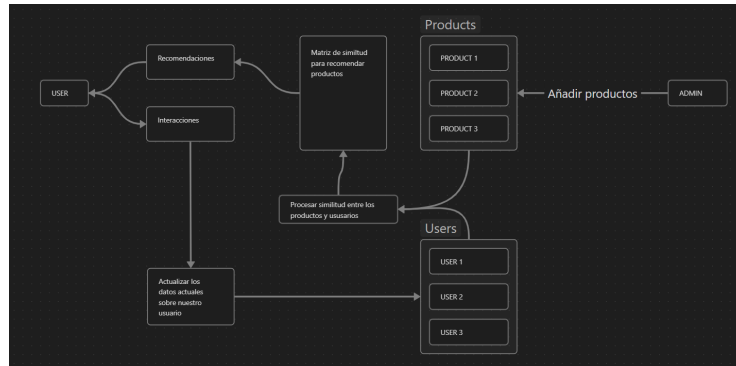 Products
Recomendaciones
Matriz de similtud
para recomendar
productos
PRODUCT 1
USER
PRODUCT 2
Añadir productos
ADMIN
Interacciones
PRODUCT 3
Procesar similitud entre los
productos y ususarios
Users
USER 1
Actualizar los
datos actuales
sobre nuestro
usuario
USER 2
USER 3